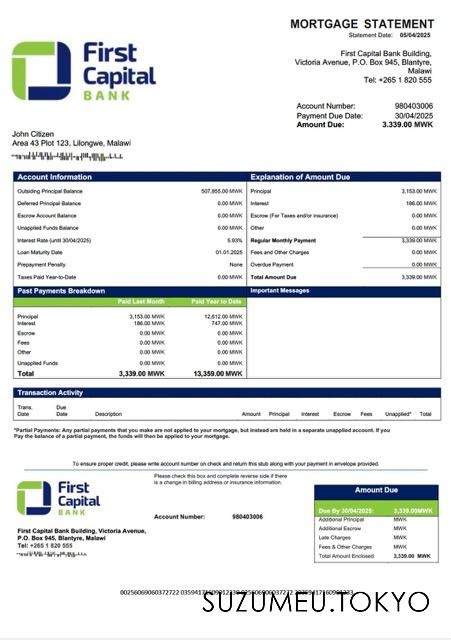 MORTGAGE STATEMENT
Statement Date: 05/04/2025
First Capital BANK
First Capital Bank Building,
Victoria Avenue, P.O. Box 945, Blantyre,
Malawi
Tel: +265 1 820 555
Account Number: 980403006
Payment Due Date: 30/04/2025
Amount Due: 3.339.00 MWK
John Citizen
Area 43 Plot 123, Lilongwe, Malawi
Account Information
Outsiding Principal Balance 507,855.00 MWK
Deferred Principal Balance 0.00 MWK
Escrow Account Balance 0.00 MWK
Unapplied Funds Balance 0.00 MWK
Interest Rate (until 30/04/2025) 5.93%
Loan Maturity Date 01.01.2025
Prepayment Penalty None
Taxes Paid Year-to-Date 0.00 MWK
Explanation of Amount Due
Principal 3,153.00 MWK
Interest 186.00 MWK
Escrow (For Taxes and/or insurance) 0.00 MWK
Other 0.00 MWK
Regular Monthly Payment 3,339.00 MWK
Fees and Other Charges 0.00 MWK
Overdue Payment 0.00 MWK
Total Amount Due 3,339.00 MWK
Past Payments Breakdown
Paid Last Month Paid Year to Date
Principal 3,153.00 MWK 12,612.00 MWK
Interest 186.00 MWK 747.00 MWK
Escrow 0.00 MWK 0.00 MWK
Fees 0.00 MWK 0.00 MWK
Other 0.00 MWK 0.00 MWK
Unapplied Funds 0.00 MWK 0.00 MWK
Total 3,339.00 MWK 13,359.00 MWK
Important Messages
Transaction Activity
Trans. Date Due Date Description Amount Principal Interest Escrow Fees Unapplied* Total
*Partial Payments: Any partial payments that you make are not applied to your mortgage, but instead are held in a separate unapplied account. If you
Pay the balance of a partial payment, the funds will then be applied to your mortgage.
To ensure proper credit, please write account number on check and return this stub along with your payment in envelope provided.
First Capital BANK
Please check this box and complete reverse side if there
is a change in billing address or insurance information.
Account Number: 980403006
First Capital Bank Building, Victoria Avenue,
P.O. Box 945, Blantyre, Malawi
Tel: +265 1 820 555
Amount Due
Due By 30/04/2025: 3,339.00MWK
Additional Principal MWK
Additional Escrow MWK
Late Charges MWK
Fees & Other Charges MWK
Total Amount Enclosed 3,339.00 MWK
SUZUMEU.TOKYO